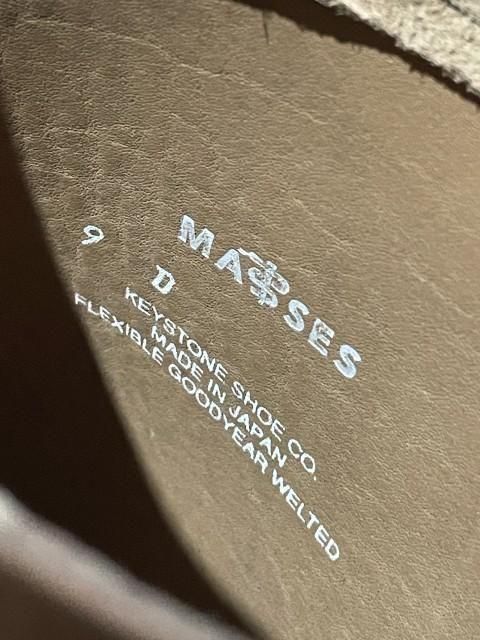 MASSES
9 D
KEYSTONE SHOE CO.
MADE IN JAPAN
FLEXIBLE GOODYEAR WELTED